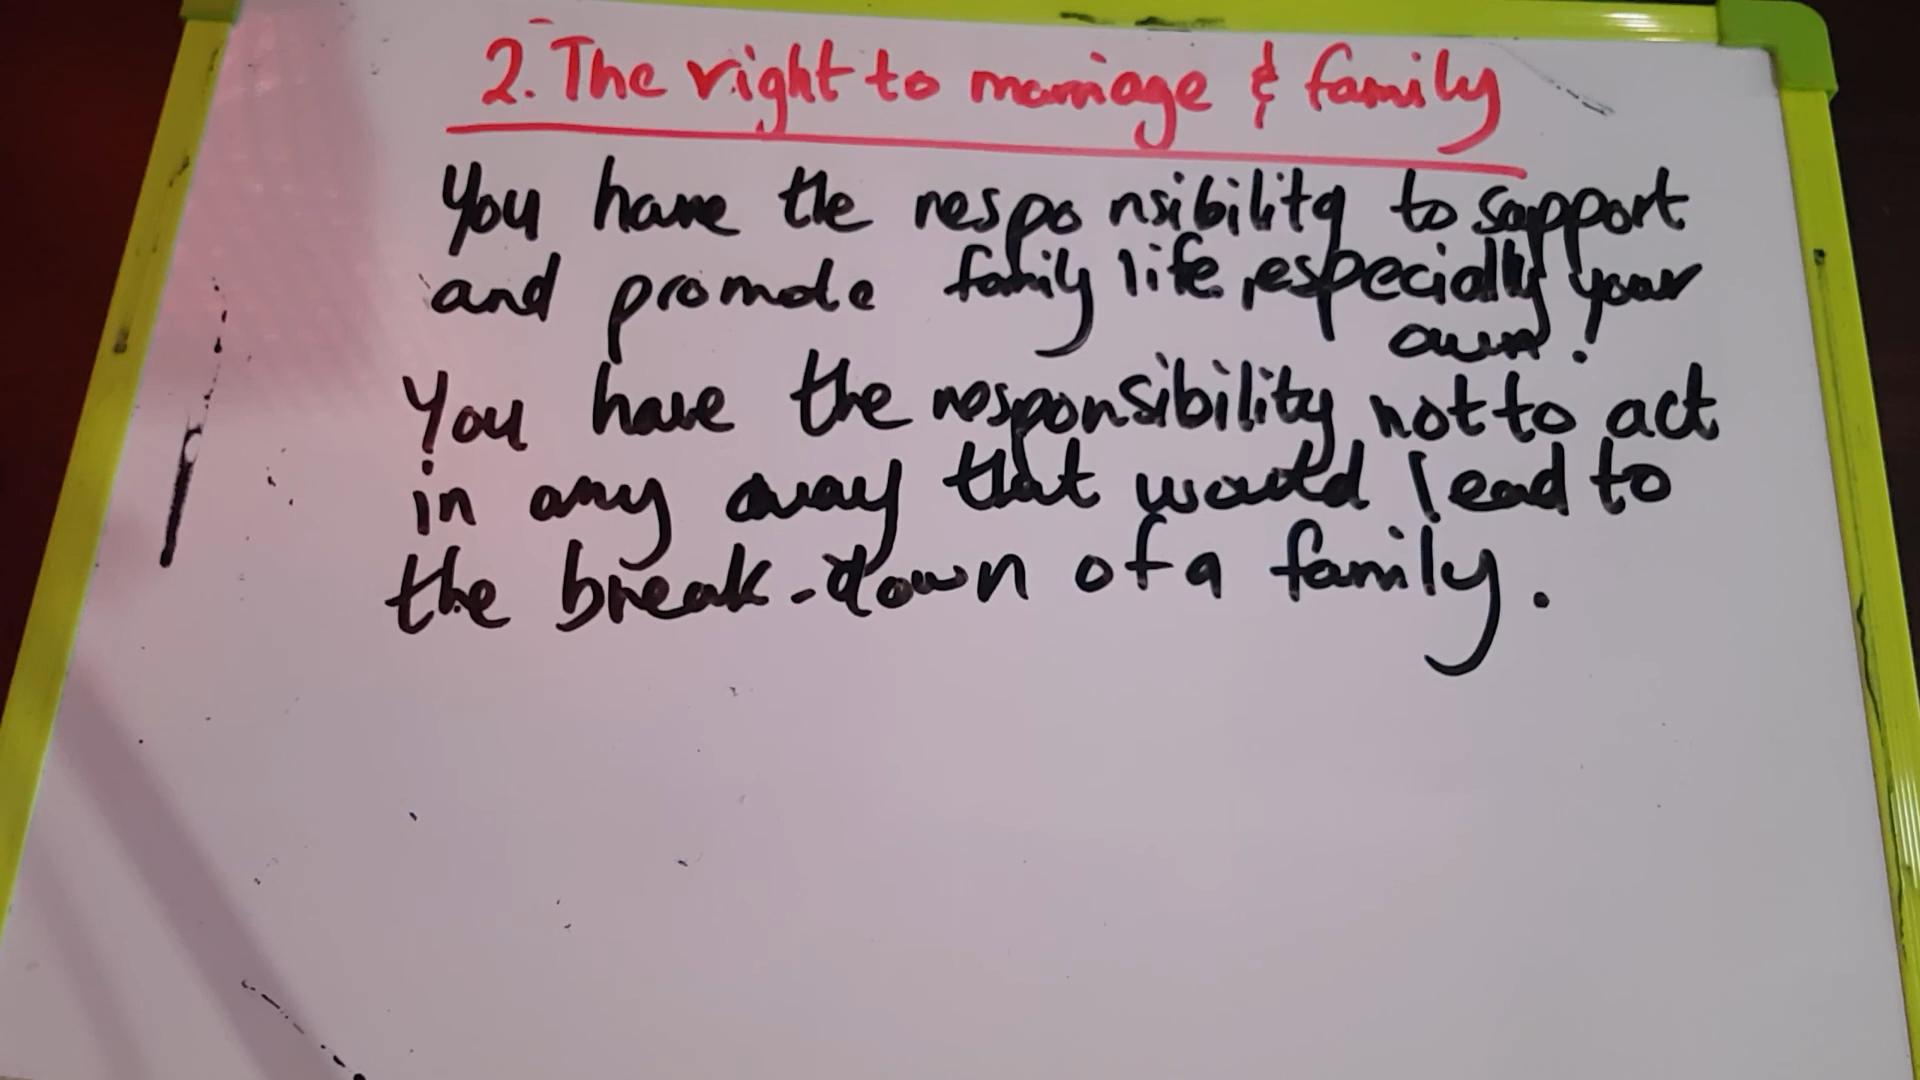 2. The right to marriage & family
You have the responsibility to support
and promote family life, especially your
own!
You have the responsibility not to act
in any away that would lead to
the break-down of a family.